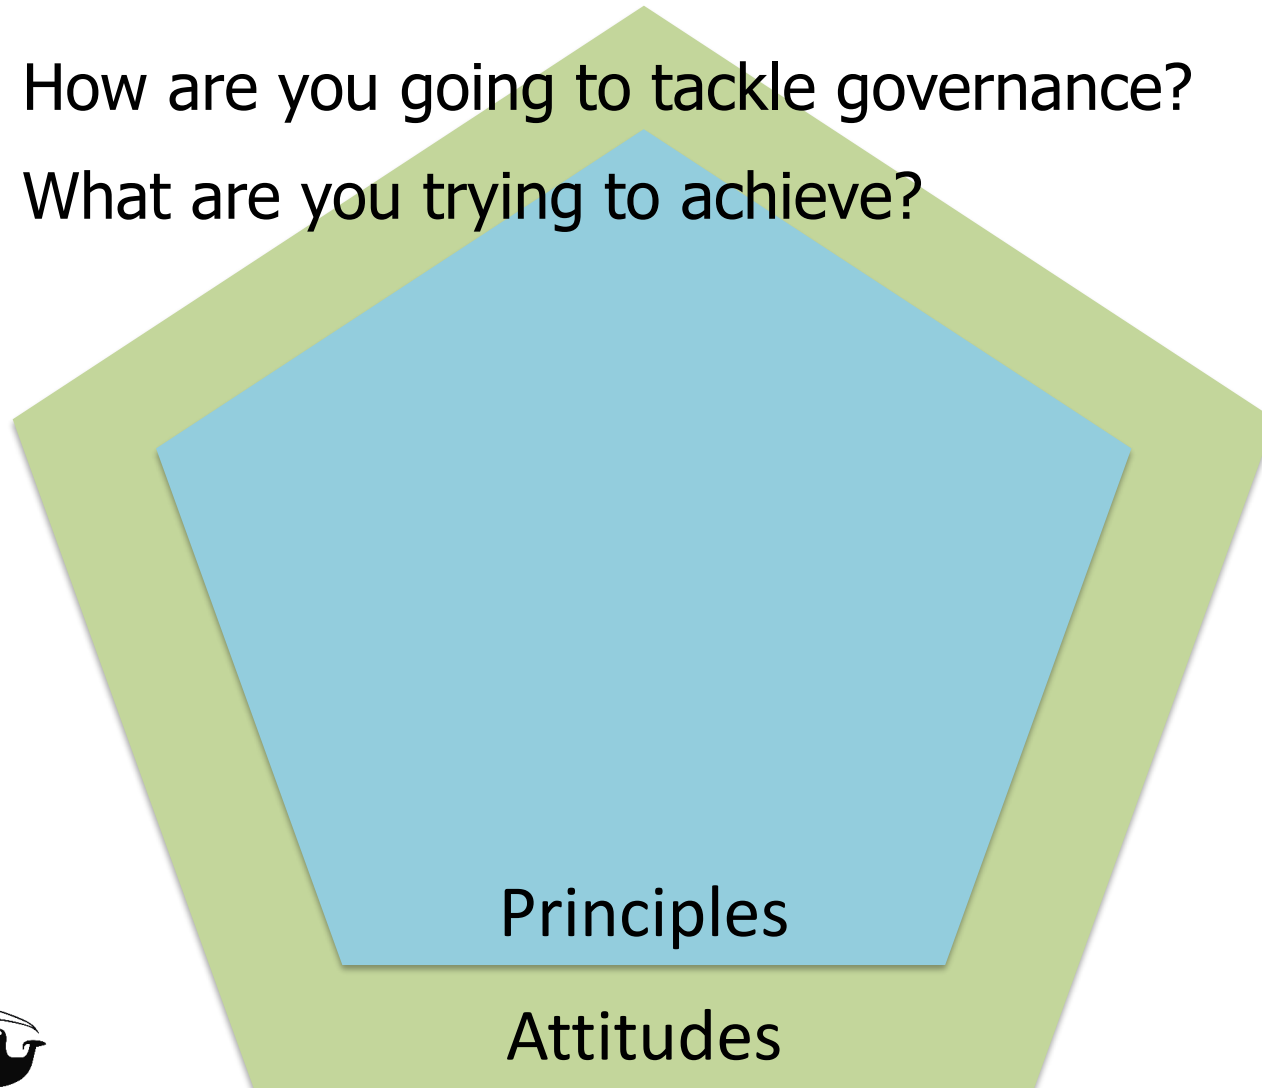 How are you going to tackle governance?
What are you trying to achieve?
Principles
Attitudes